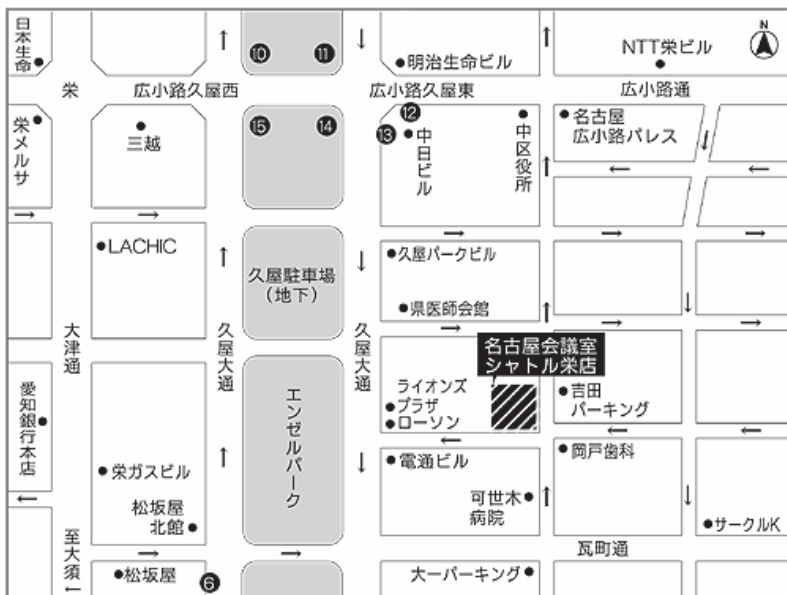 日本生命
⑩
⑪
明治生命ビル
NTT栄ビル
N
栄
広小路久屋西
広小路久屋東
広小路通
栄メルサ
三越
⑮
⑭
⑫
⑬
中日ビル
中区役所
名古屋
広小路パレス
LACHIC
久屋駐車場
（地下）
久屋パークビル
県医師会館
大津通
久屋大通
久屋大通
名古屋会議室
シャトル栄店
愛知銀行本店
エンゼルパーク
ライオンズ
プラザ
ローソン
吉田
パーキング
栄ガスビル
電通ビル
岡戸歯科
松坂屋
北館
可世木
病院
サークルK
至大須
瓦町通
松坂屋
⑥
大一パーキング